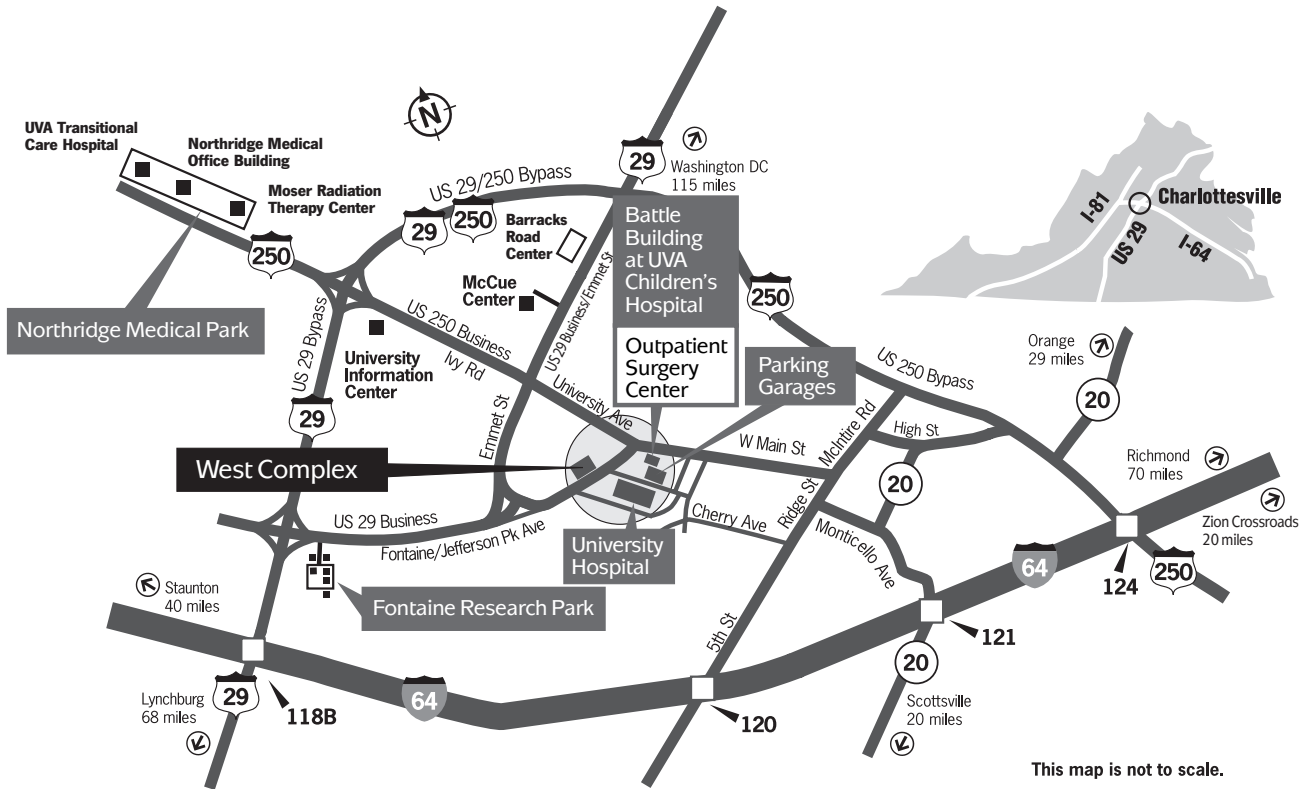 N
UVA Transitional
Care Hospital
Northridge Medical
Office Building
Moser Radiation
Therapy Center
250
Northridge Medical Park
US 29/250 Bypass
29
250
29
Washington DC
115 miles
Barracks
Road
Center
McCue
Center
US 29 Business/Emmet St
Battle
Building
at UVA
Children's
Hospital
Outpatient
Surgery
Center
Parking
Garages
250
US 250 Bypass
I-81
US 29
I-64
Charlottesville
Orange
29 miles
20
US 29 Bypass
29
US 250 Business
Ivy Rd
University
Information
Center
University Ave
Emmet St
West Complex
W Main St
McIntire Rd
High St
20
Ridge St
Cherry Ave
Monticello Ave
Richmond
70 miles
Zion Crossroads
20 miles
US 29 Business
Fontaine/Jefferson Pk Ave
University
Hospital
Fontaine Research Park
Staunton
40 miles
64
124
250
5th St
121
20
Scottsville
20 miles
Lynchburg
68 miles
29
118B
64
120
This map is not to scale.